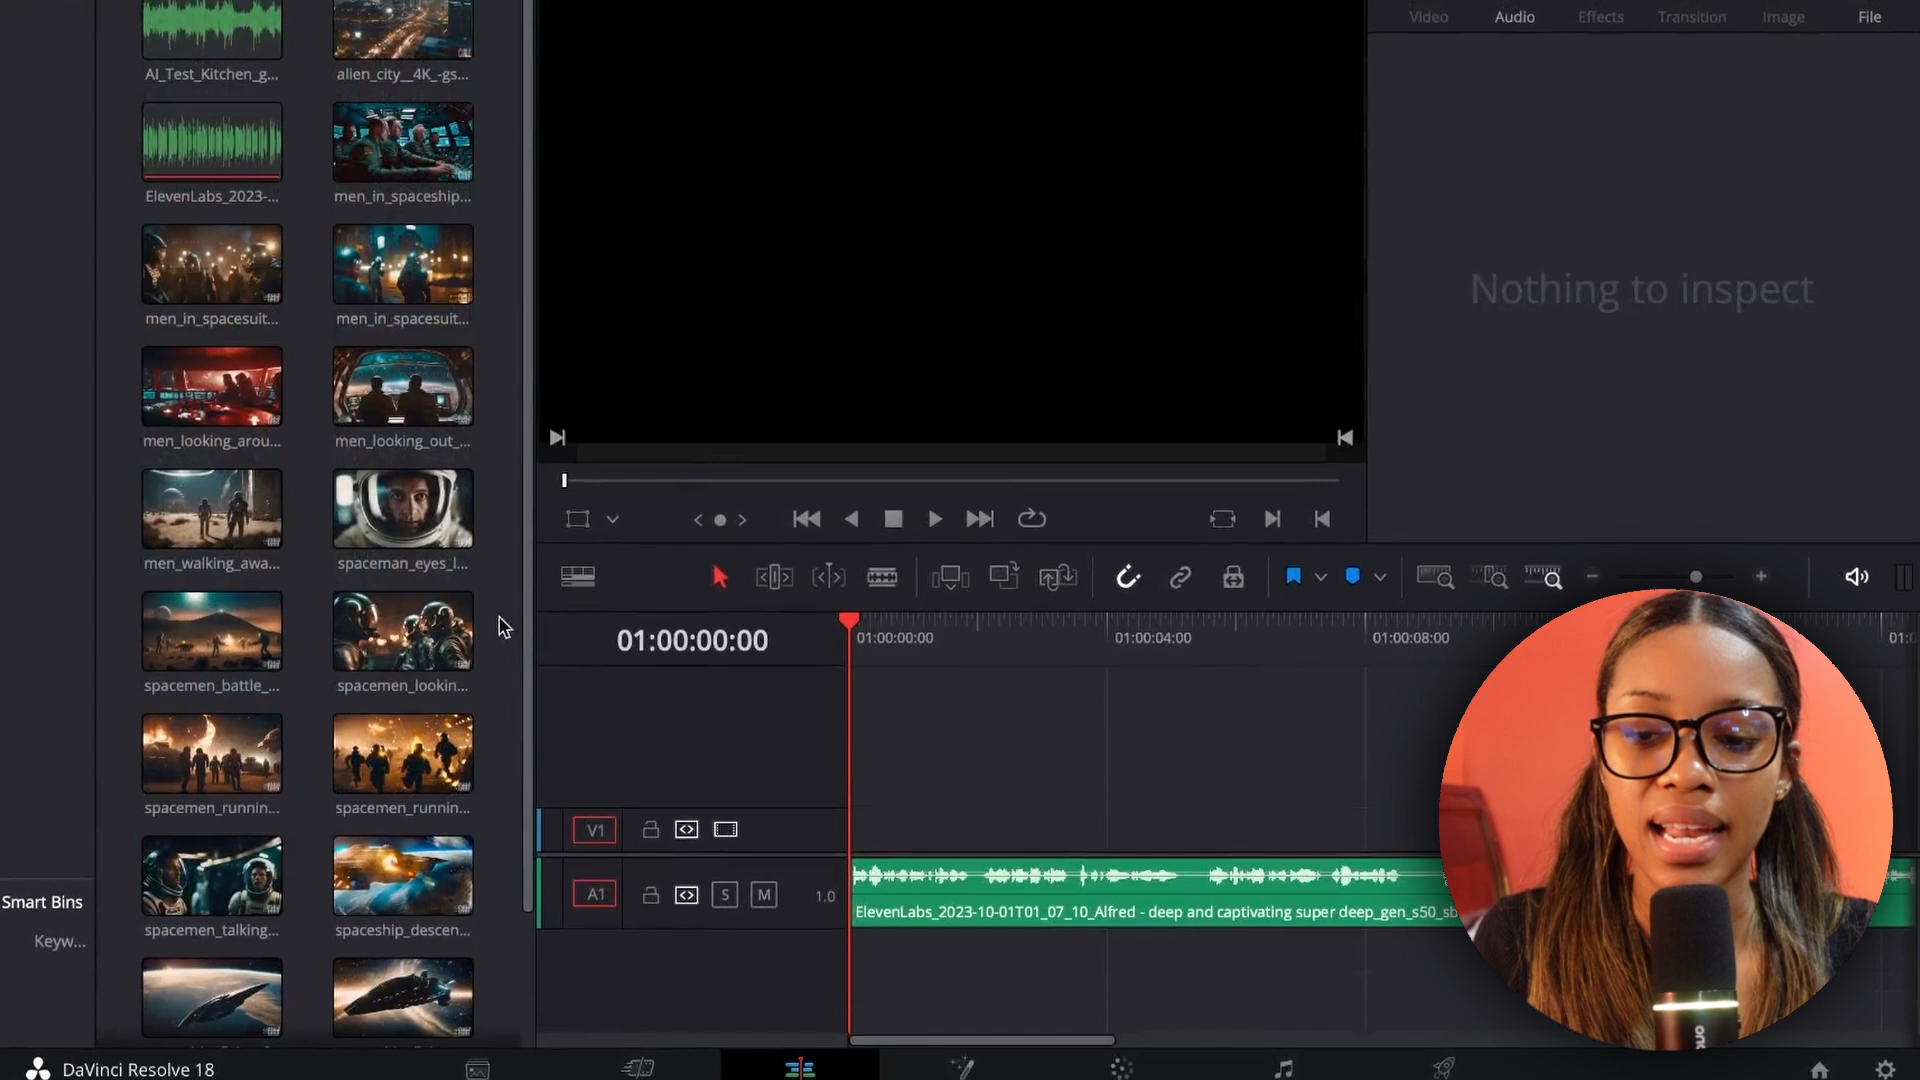 Video Audio Effects Transition Image File
AI_Test_Kitchen_g...
alien_city__4K_-gs...
ElevenLabs_2023-...
men_in_spaceship...
men_in_spacesuit...
men_in_spacesuit...
men_looking_arou...
men_looking_out_...
men_walking_awa...
spaceman_eyes_l...
spacemen_battle_...
spacemen_lookin...
spacemen_runnin...
spacemen_runnin...
spacemen_talking...
spaceship_descen...
Nothing to inspect
01:00:00:00
01:00:00:00
01:00:04:00
01:00:08:00
01:0
V1
A1
S
M
1.0
ElevenLabs_2023-10-01T01_07_10_Alfred - deep and captivating super deep_gen_s50_sb
Smart Bins
Keyw...
DaVinci Resolve 18